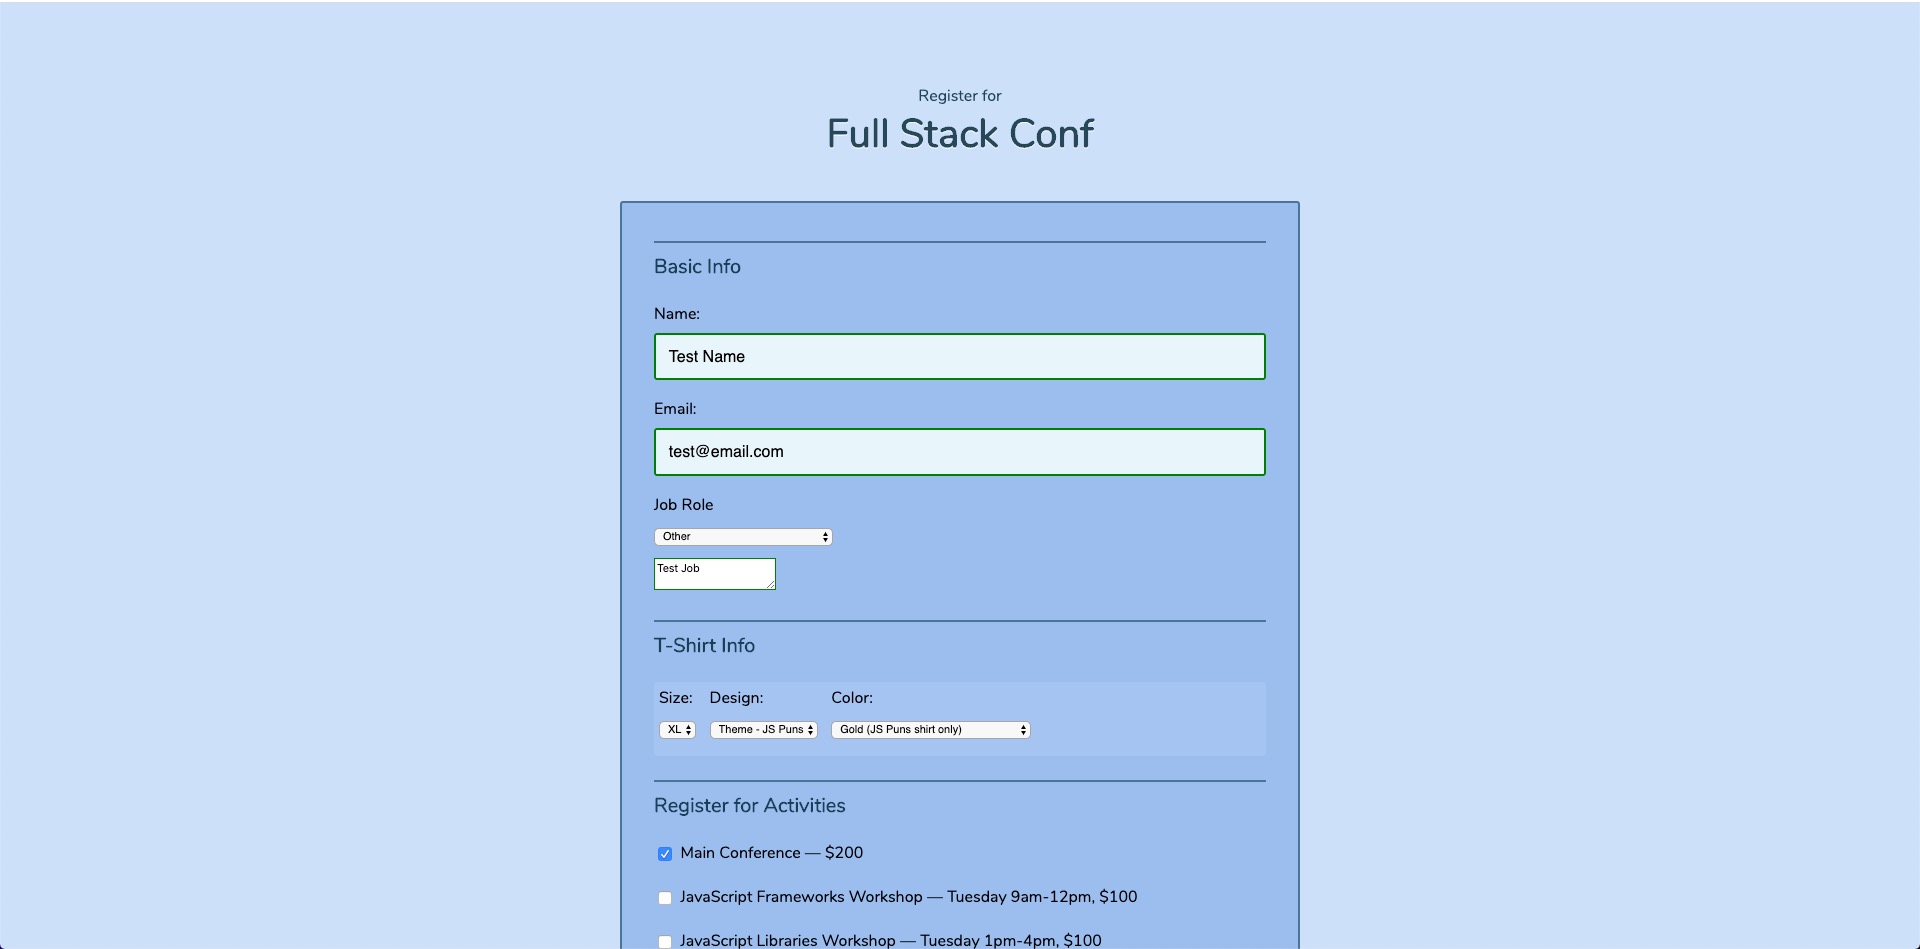 Register for
Full Stack Conf
Basic Info
Name:
Test Name
Email:
test@email.com
Job Role
Other
Test Job
T-Shirt Info
Size: Design: Color:
XL Theme - JS Puns Gold (JS Puns shirt only)
Register for Activities
Main Conference — $200
JavaScript Frameworks Workshop — Tuesday 9am-12pm, $100
JavaScript Libraries Workshop — Tuesday 1pm-4pm, $100